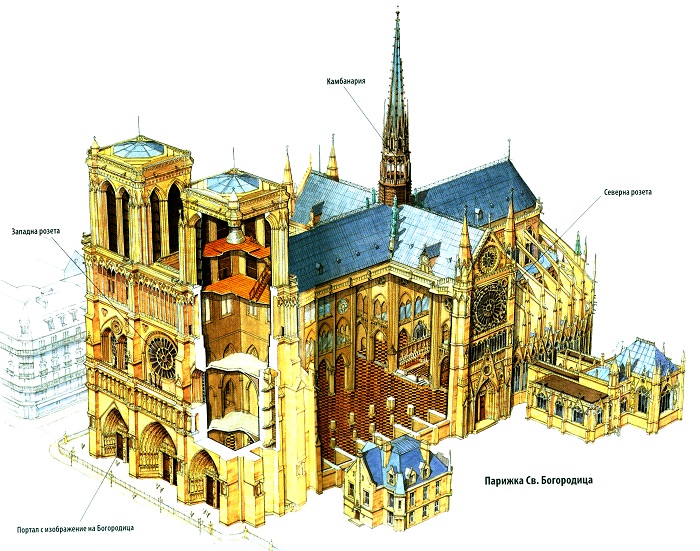 Камбанария
Северна розета
Западна розета
Парижка Св. Богородица
Портал с изображение на Богородица